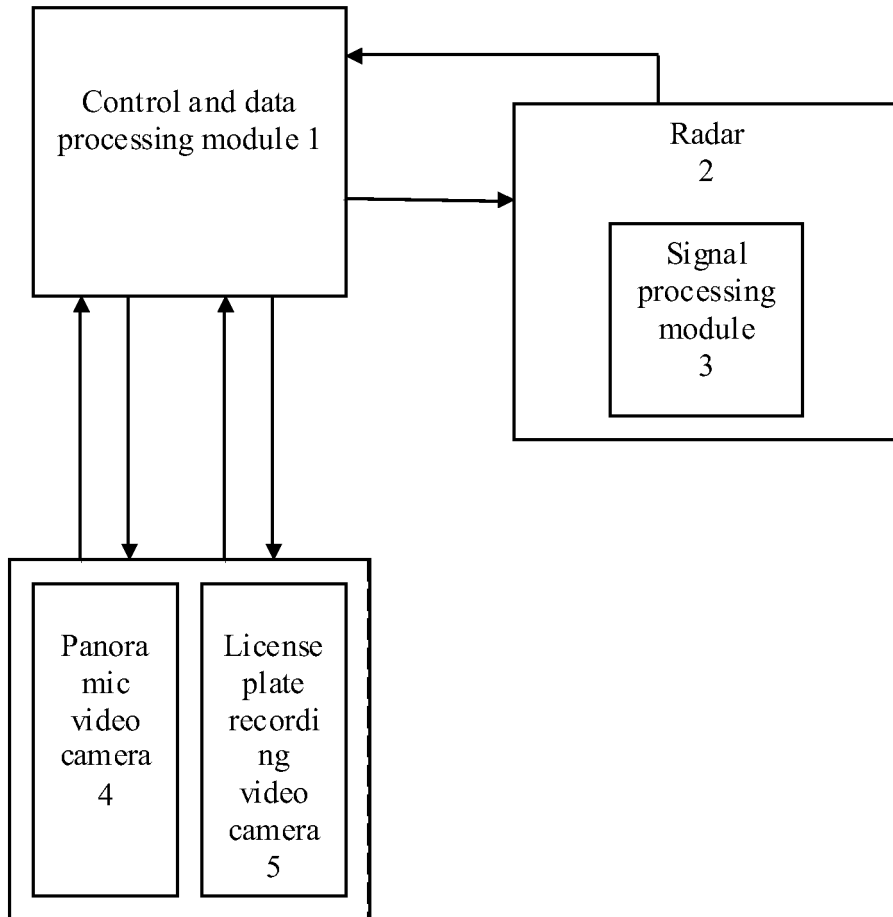 Control and data
processing module 1
Radar
2
Signal
processing
module
3
Panora
mic
video
camera
4
License
plate
recordi
ng
video
camera
5